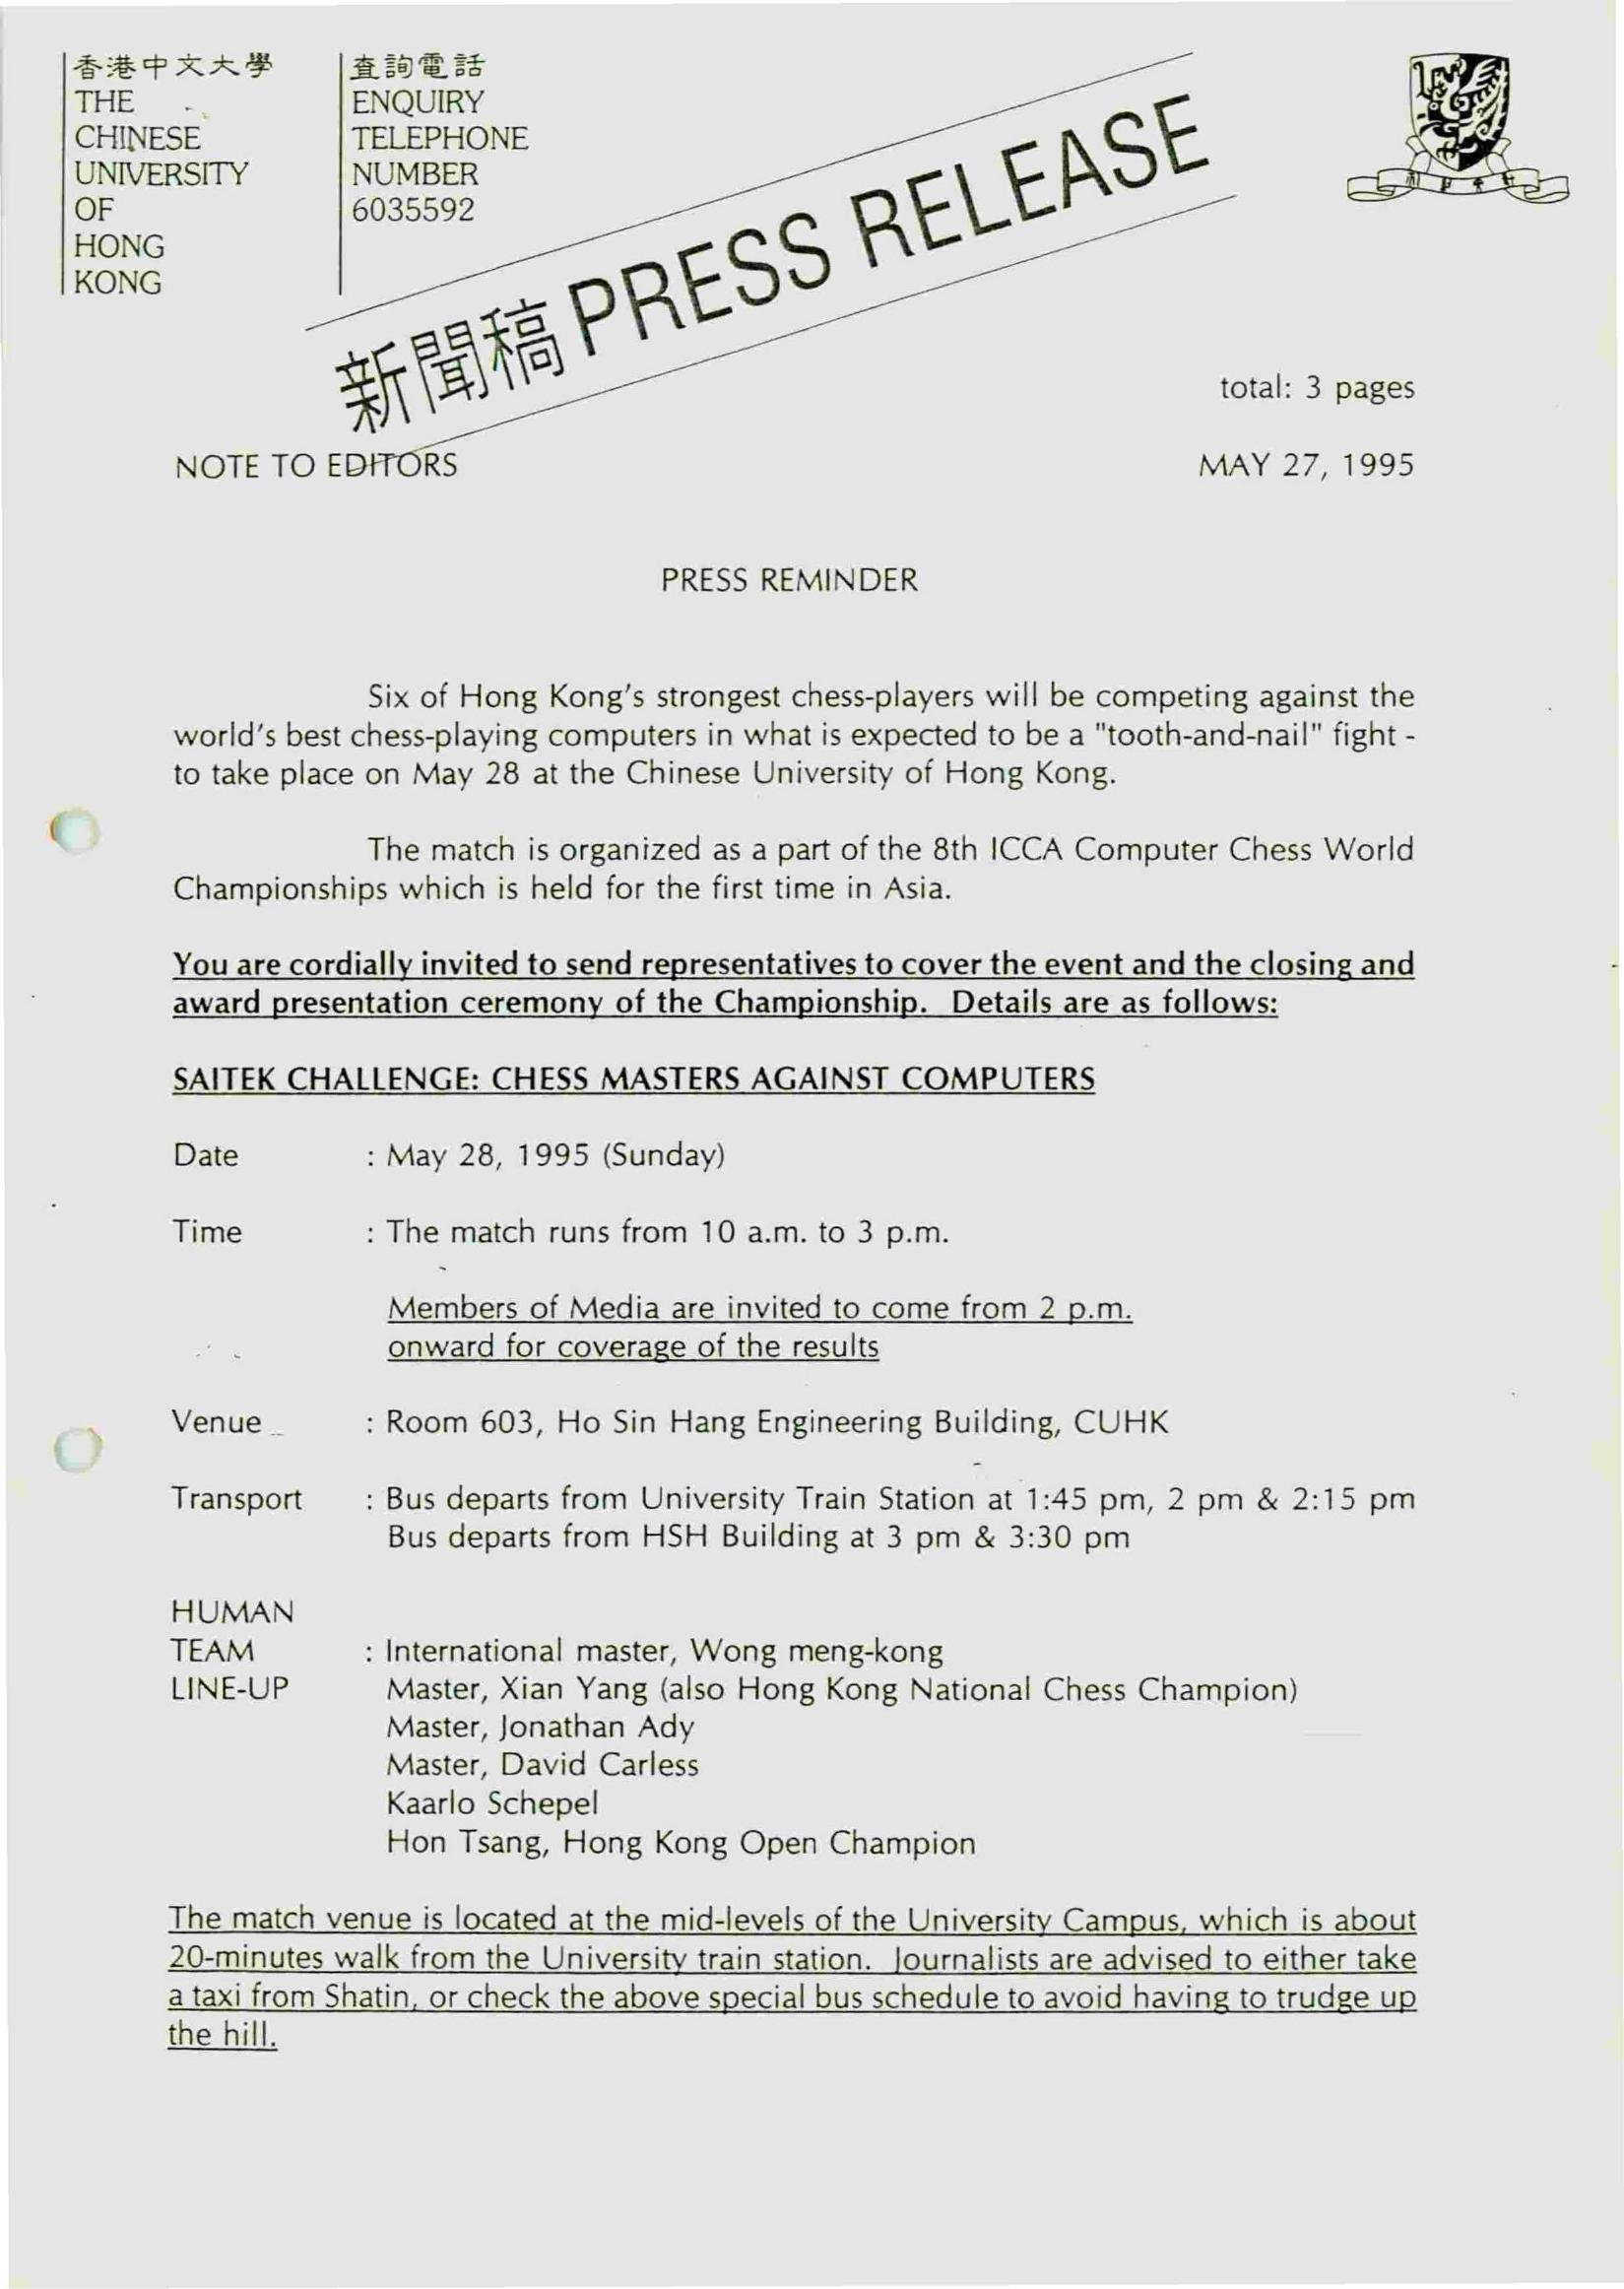 香港中文大學
THE
CHINESE
UNIVERSITY
OF
HONG
KONG
查詢電話
ENQUIRY
TELEPHONE
NUMBER
6035592
新聞稿 PRESS RELEASE
total: 3 pages
NOTE TO EDITORS
MAY 27, 1995
PRESS REMINDER
Six of Hong Kong's strongest chess-players will be competing against the
world's best chess-playing computers in what is expected to be a "tooth-and-nail" fight -
to take place on May 28 at the Chinese University of Hong Kong.
The match is organized as a part of the 8th ICCA Computer Chess World
Championships which is held for the first time in Asia.
You are cordially invited to send representatives to cover the event and the closing and
award presentation ceremony of the Championship. Details are as follows:
SAITEK CHALLENGE: CHESS MASTERS AGAINST COMPUTERS
Date : May 28, 1995 (Sunday)
Time : The match runs from 10 a.m. to 3 p.m.
Members of Media are invited to come from 2 p.m.
onward for coverage of the results
Venue : Room 603, Ho Sin Hang Engineering Building, CUHK
Transport : Bus departs from University Train Station at 1:45 pm, 2 pm & 2:15 pm
Bus departs from HSH Building at 3 pm & 3:30 pm
HUMAN
TEAM : International master, Wong meng-kong
LINE-UP Master, Xian Yang (also Hong Kong National Chess Champion)
Master, Jonathan Ady
Master, David Carless
Kaarlo Schepel
Hon Tsang, Hong Kong Open Champion
The match venue is located at the mid-levels of the University Campus, which is about
20-minutes walk from the University train station. Journalists are advised to either take
a taxi from Shatin, or check the above special bus schedule to avoid having to trudge up
the hill.